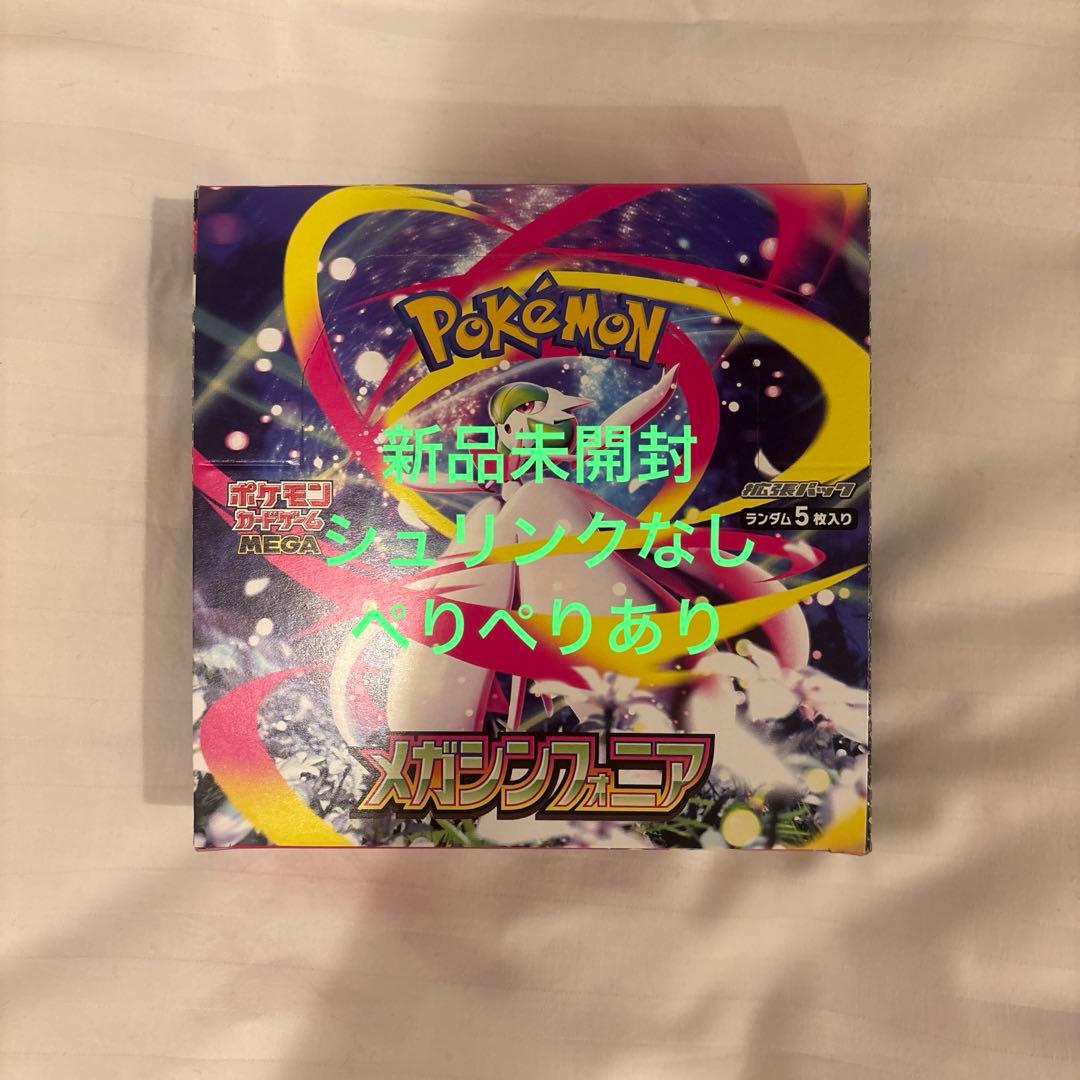 POKÉMON
新品未開封
ポケモン
カードゲーム
MEGA
拡張パック
ランダム5枚入り
シュリンクなし
ぺりぺりあり
メガシンフォニア